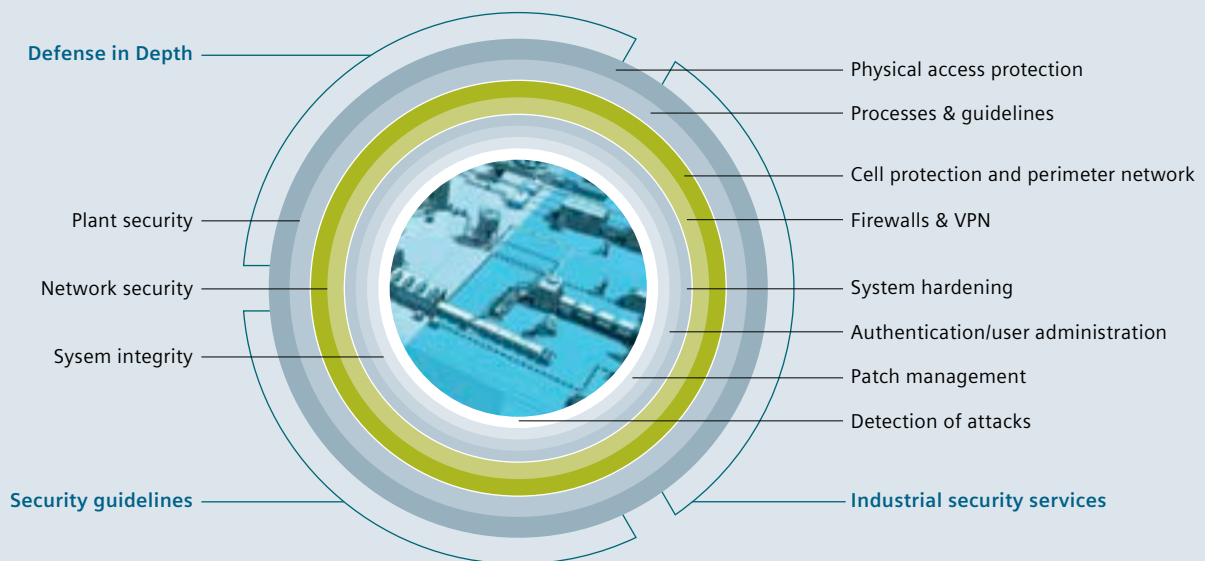 Defense in Depth
Plant security
Network security
Sysem integrity
Security guidelines
Physical access protection
Processes & guidelines
Cell protection and perimeter network
Firewalls & VPN
System hardening
Authentication/user administration
Patch management
Detection of attacks
Industrial security services